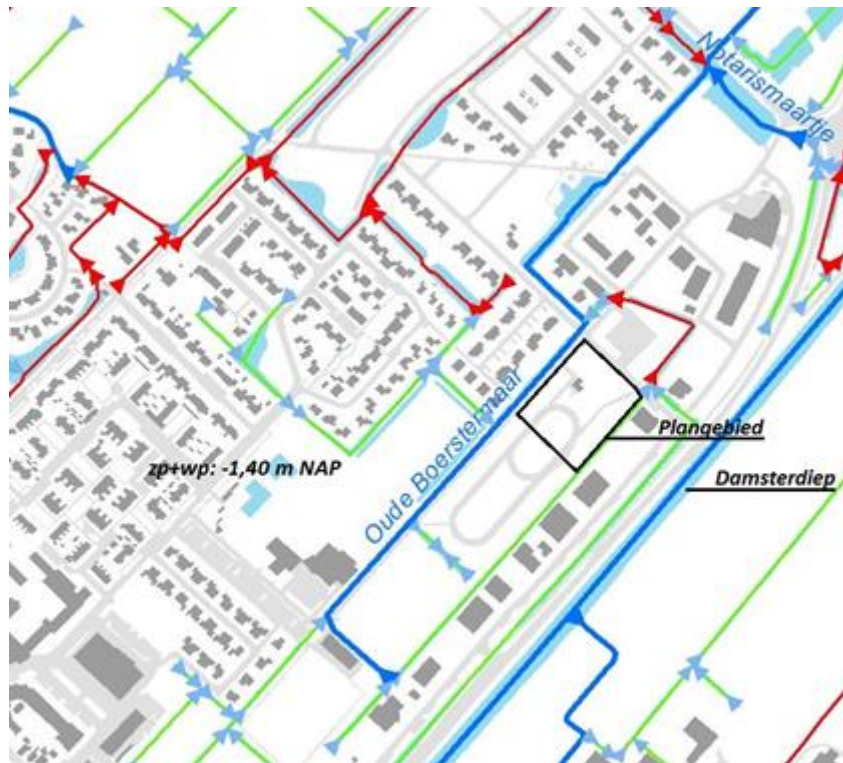 Notarismaartje
Oude Boerstermaar
Plangebied
zp+wp: -1,40 m NAP
Damsterdiep